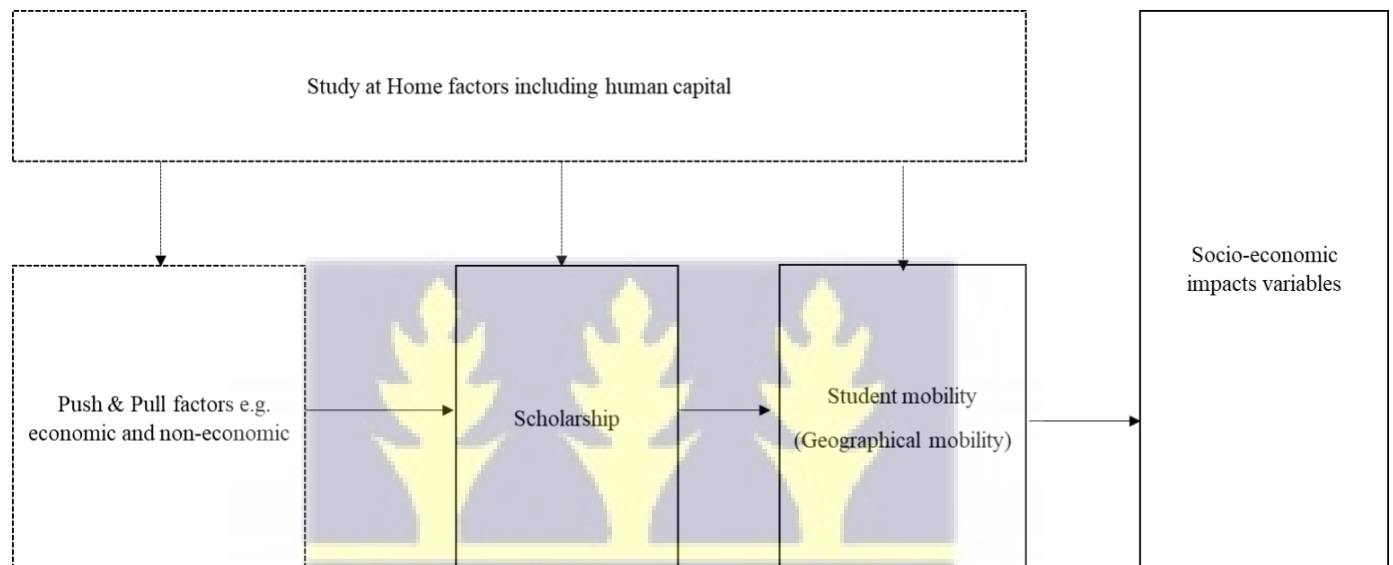 Study at Home factors including human capital
Socio-economic
impacts variables
Push & Pull factors e.g.
economic and non-economic
Scholarship
Student mobility
(Geographical mobility)